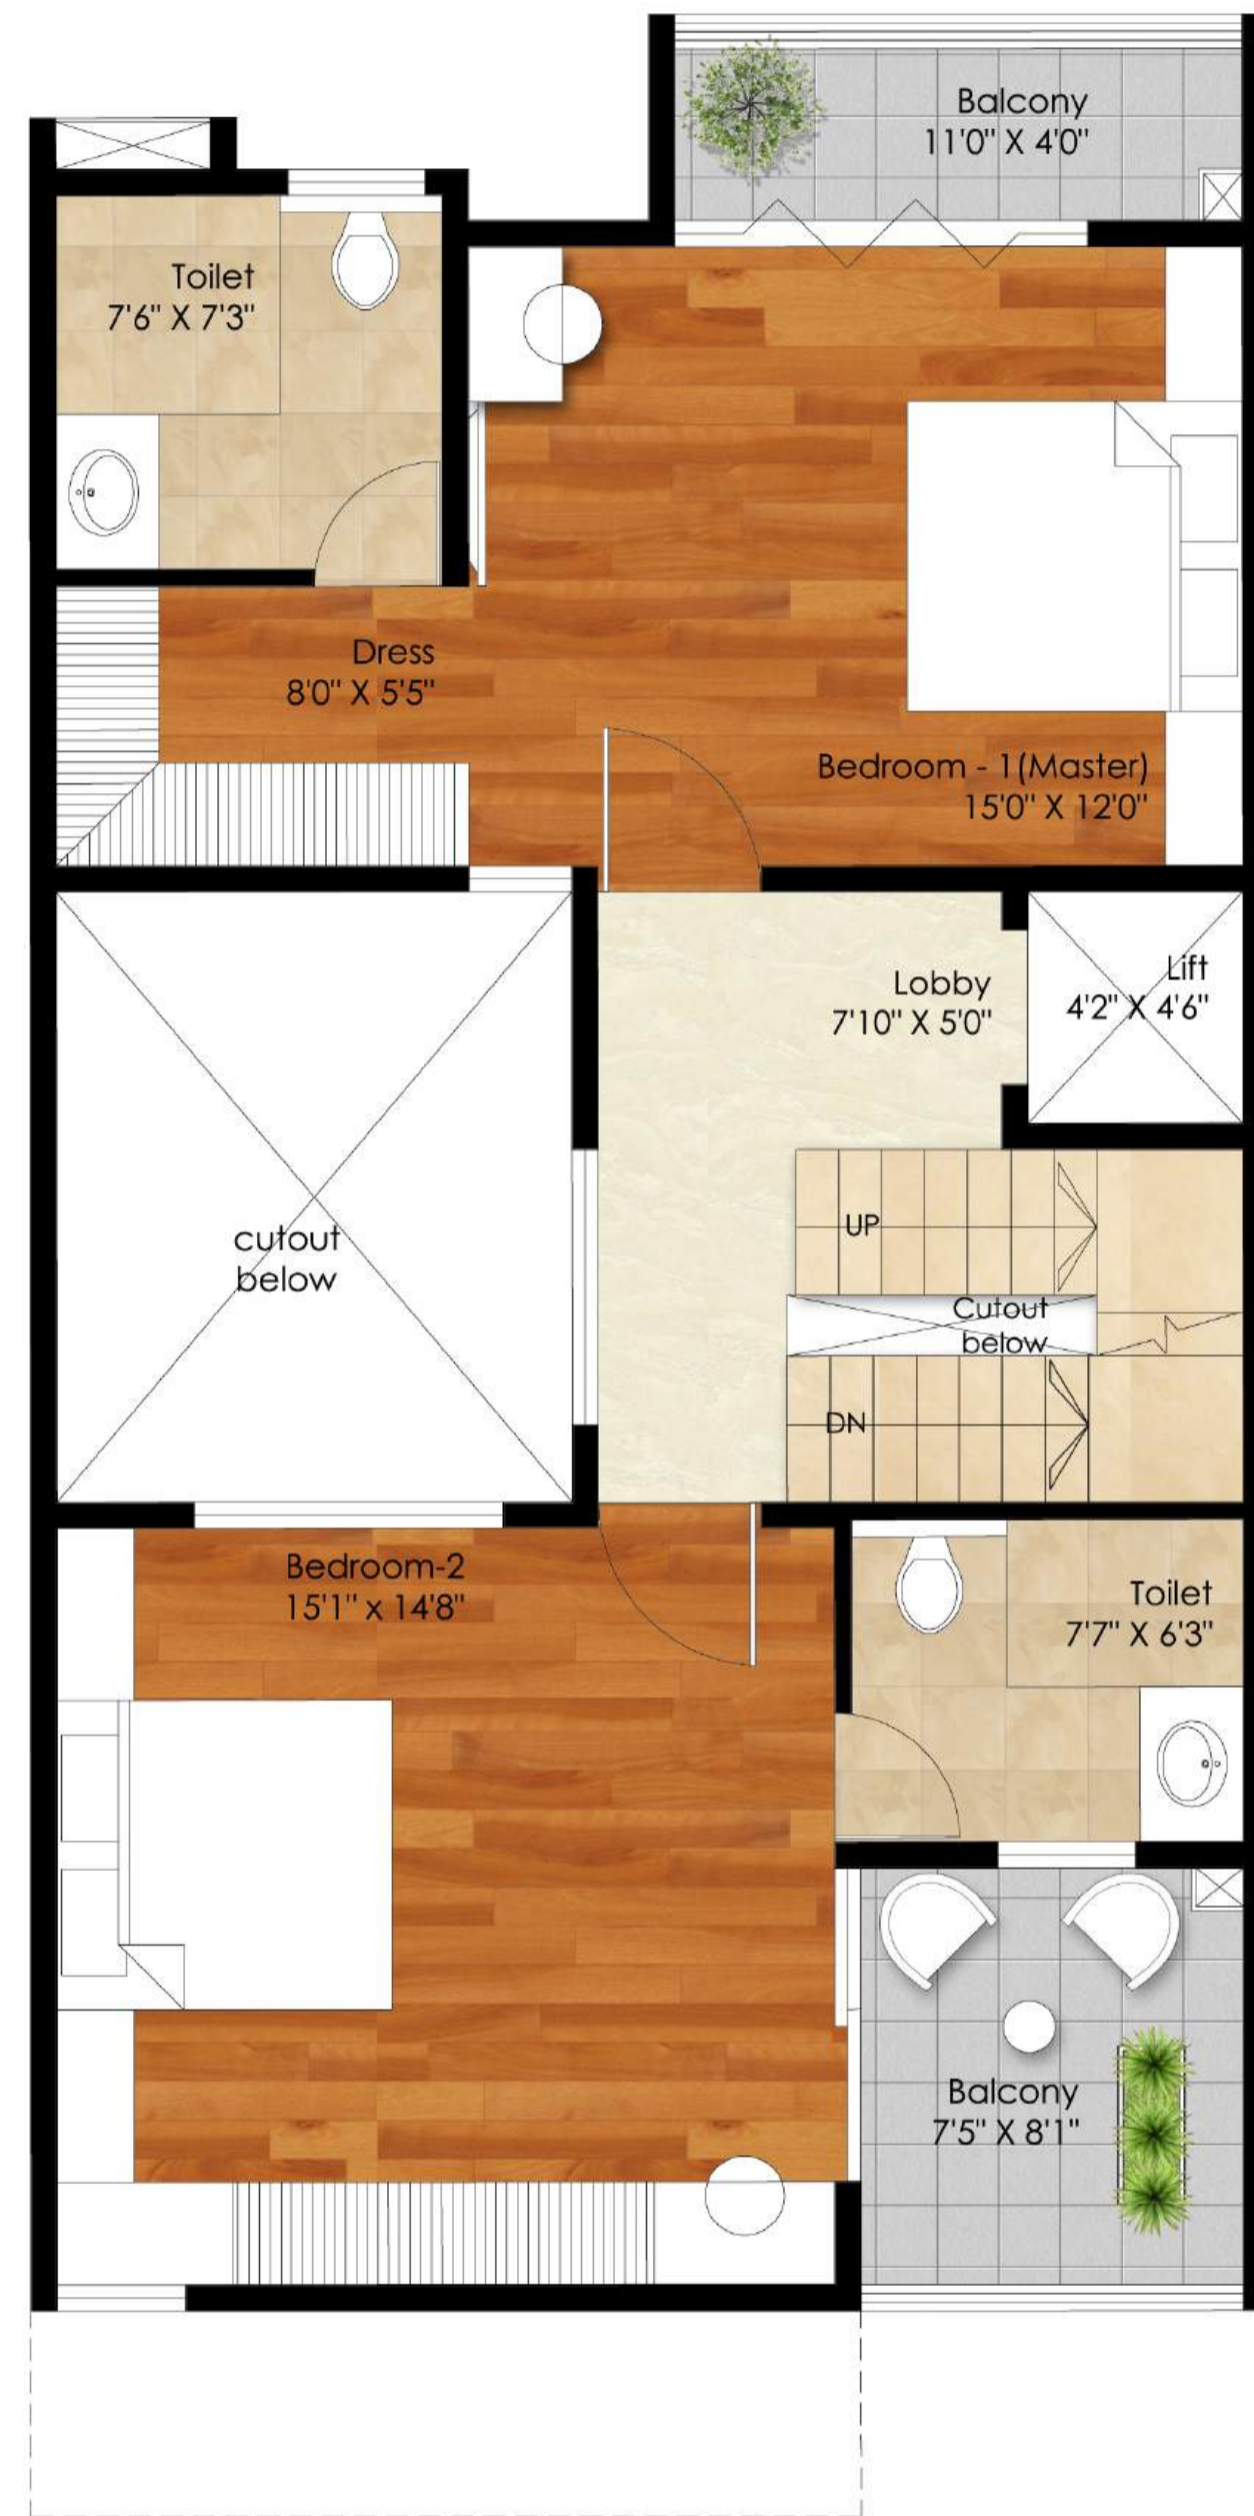 Balcony
11'0" X 4'0"
Toilet
7'6" X 7'3"
Dress
8'0" X 5'5"
Bedroom - 1(Master)
15'0" X 12'0"
Lobby
7'10" X 5'0"
Lift
4'2" X 4'6"
cutout
below
UP
Cutout
below
DN
Bedroom-2
15'1" x 14'8"
Toilet
7'7" X 6'3"
Balcony
7'5" X 8'1"